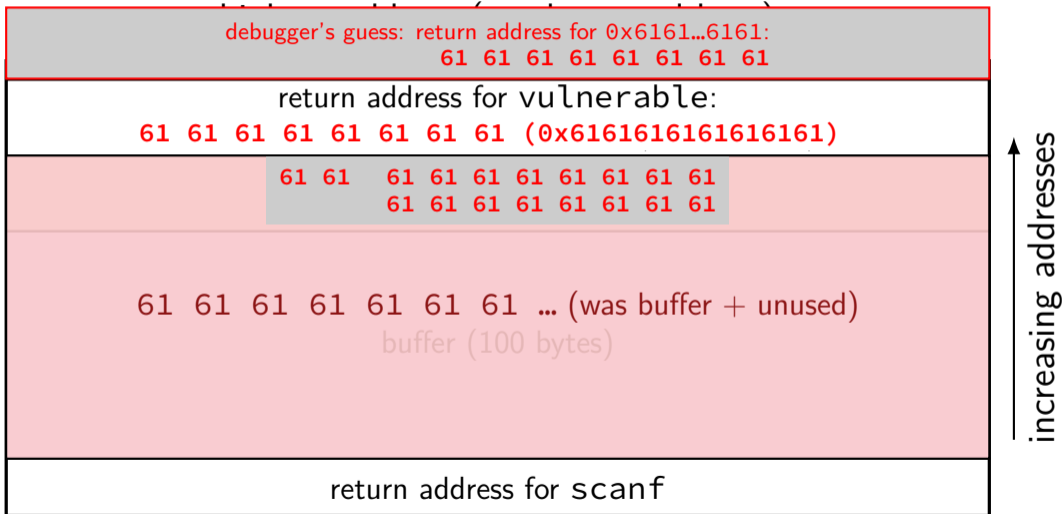 debugger's guess: return address for 0x6161…6161:
61 61 61 61 61 61 61 61
return address for vulnerable:
61 61 61 61 61 61 61 61 (0x6161616161616161)
61 61 61 61 61 61 61 61 61 61
61 61 61 61 61 61 61 61
61 61 61 61 61 61 61 … (was buffer + unused)
buffer (100 bytes)
return address for scanf
increasing addresses